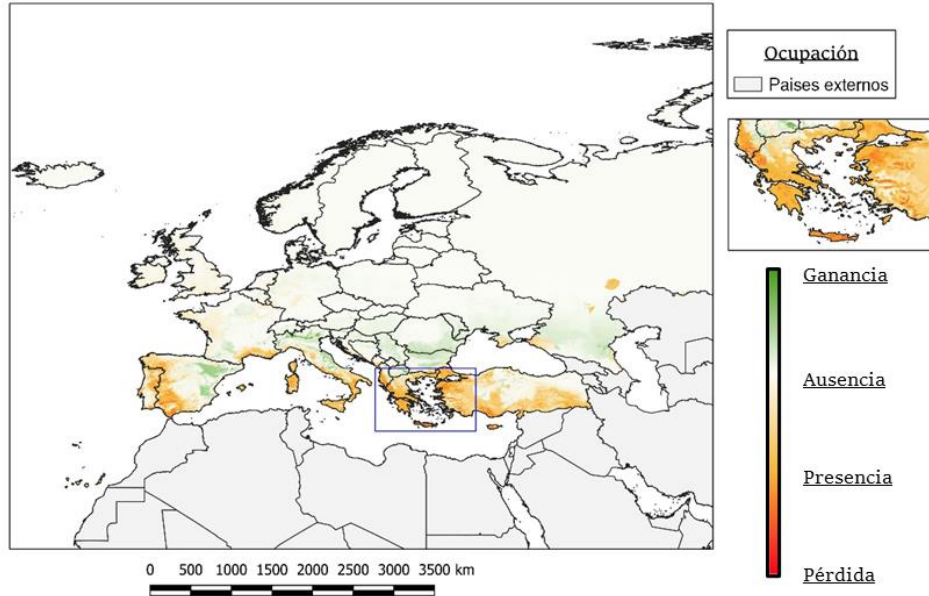 Ocupación
Paises externos
Ganancia
Ausencia
Presencia
Pérdida
0 500 1000 1500 2000 2500 3000 3500 km